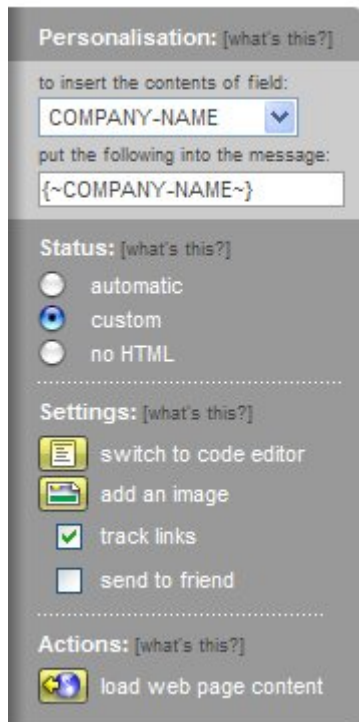 Personalisation: [what's this?]
to insert the contents of field:
COMPANY-NAME
put the following into the message:
{~COMPANY-NAME~}
Status: [what's this?]
automatic
custom
no HTML
Settings: [what's this?]
switch to code editor
add an image
track links
send to friend
Actions: [what's this?]
load web page content